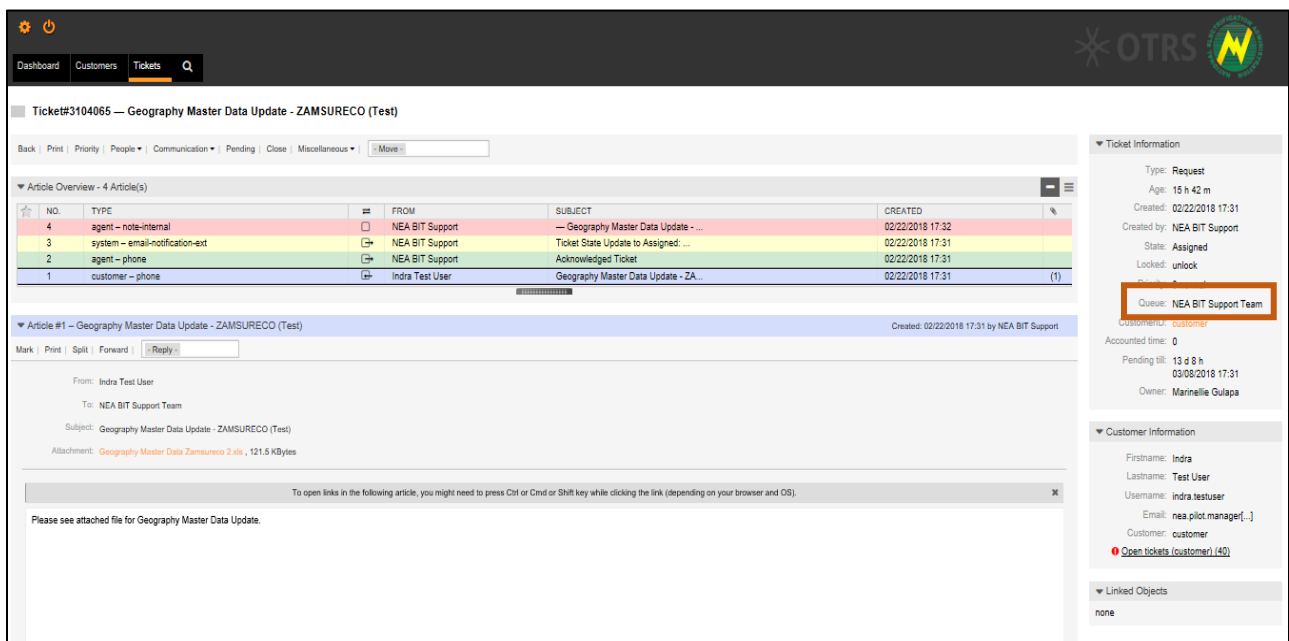 OTRS
NATIONAL ELECTRIFICATION ADMINISTRATION
Dashboard Customers Tickets
Ticket#3104065 — Geography Master Data Update - ZAMSURECO (Test)
Back | Print | Priority | People | Communication | Pending | Close | Miscellaneous | - Move -
Article Overview - 4 Article(s)
NO. TYPE FROM SUBJECT CREATED
4 agent – note-internal NEA BIT Support — Geography Master Data Update - ... 02/22/2018 17:32
3 system – email-notification-ext NEA BIT Support Ticket State Update to Assigned: ... 02/22/2018 17:31
2 agent – phone NEA BIT Support Acknowledged Ticket 02/22/2018 17:31
1 customer – phone Indra Test User Geography Master Data Update - ZA... 02/22/2018 17:31 (1)
Article #1 – Geography Master Data Update - ZAMSURECO (Test) Created: 02/22/2018 17:31 by NEA BIT Support
Mark | Print | Split | Forward | - Reply -
From: Indra Test User
To: NEA BIT Support Team
Subject: Geography Master Data Update - ZAMSURECO (Test)
Attachment: Geography Master Data Zamsureco 2.xls , 121.5 KBytes
To open links in the following article, you might need to press Ctrl or Cmd or Shift key while clicking the link (depending on your browser and OS).
Please see attached file for Geography Master Data Update.
Ticket Information
Type: Request
Age: 15 h 42 m
Created: 02/22/2018 17:31
Created by: NEA BIT Support
State: Assigned
Locked: unlock
Queue: NEA BIT Support Team
CustomerID: customer
Accounted time: 0
Pending till: 13 d 8 h
03/08/2018 17:31
Owner: Marinellie Gulapa
Customer Information
Firstname: Indra
Lastname: Test User
Username: indra.testuser
Email: nea.pilot.manager[...]
Customer: customer
Open tickets (customer) (40)
Linked Objects
none